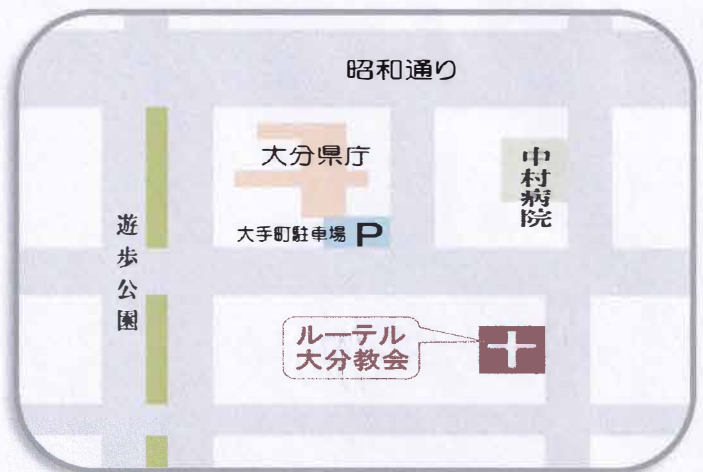 昭和通り
大分県庁
中村病院
大手町駐車場 P
遊歩公園
ルーテル
大分教会